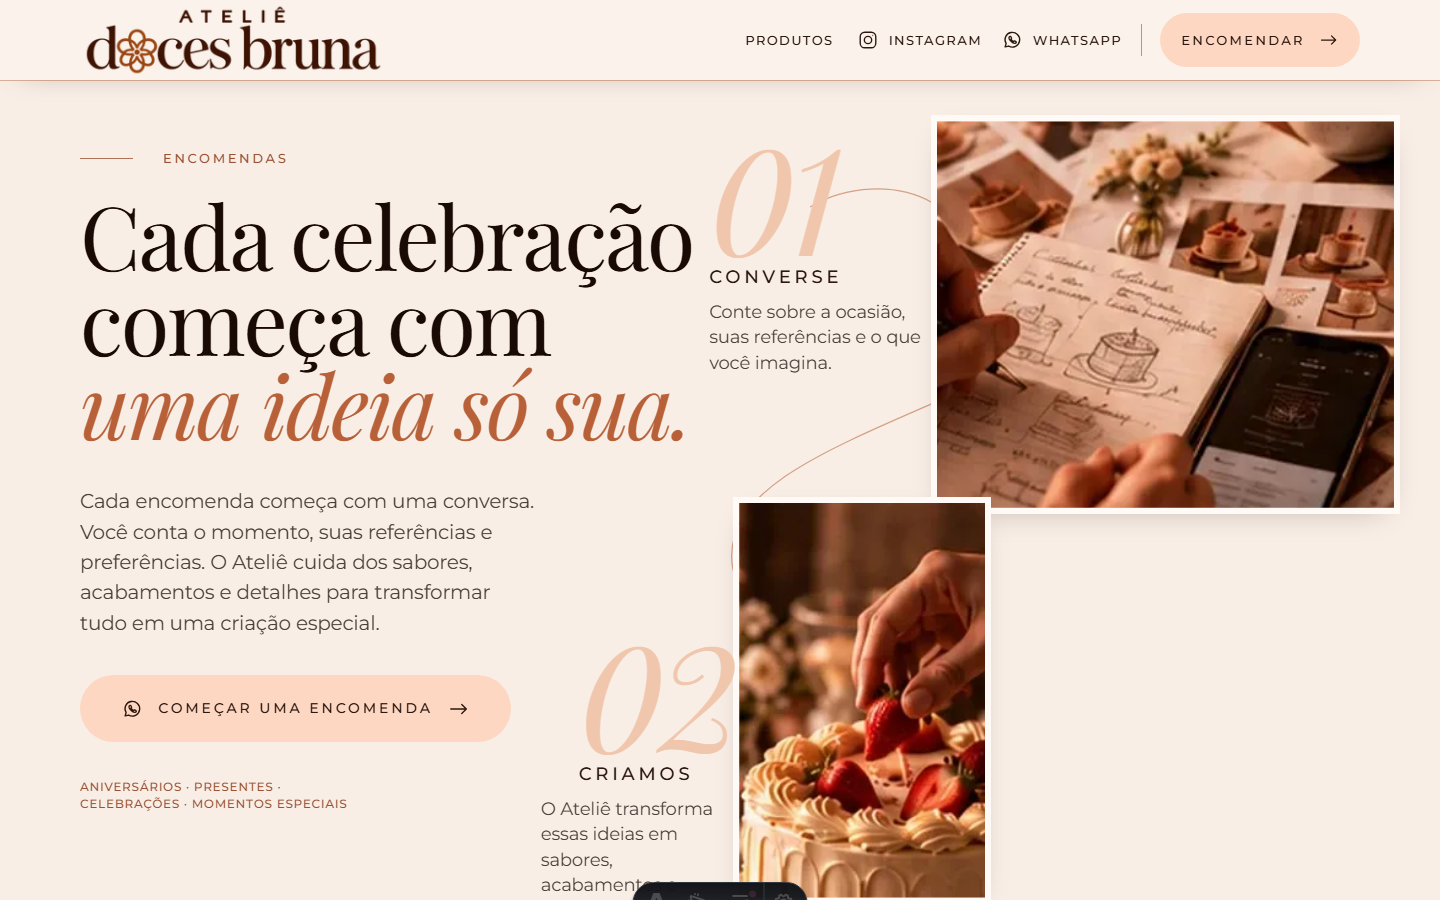 ATELIÊ
doces bruna
PRODUTOS
INSTAGRAM
WHATSAPP
ENCOMENDAR
ENCOMENDAS
Cada celebração
começa com
uma ideia só sua.
Cada encomenda começa com uma conversa.
Você conta o momento, suas referências e
preferências. O Ateliê cuida dos sabores,
acabamentos e detalhes para transformar
tudo em uma criação especial.
COMEÇAR UMA ENCOMENDA
ANIVERSÁRIOS · PRESENTES ·
CELEBRAÇÕES · MOMENTOS ESPECIAIS
01
CONVERSE
Conte sobre a ocasião,
suas referências e o que
você imagina.
02
CRIAMOS
O Ateliê transforma
essas ideias em
sabores,